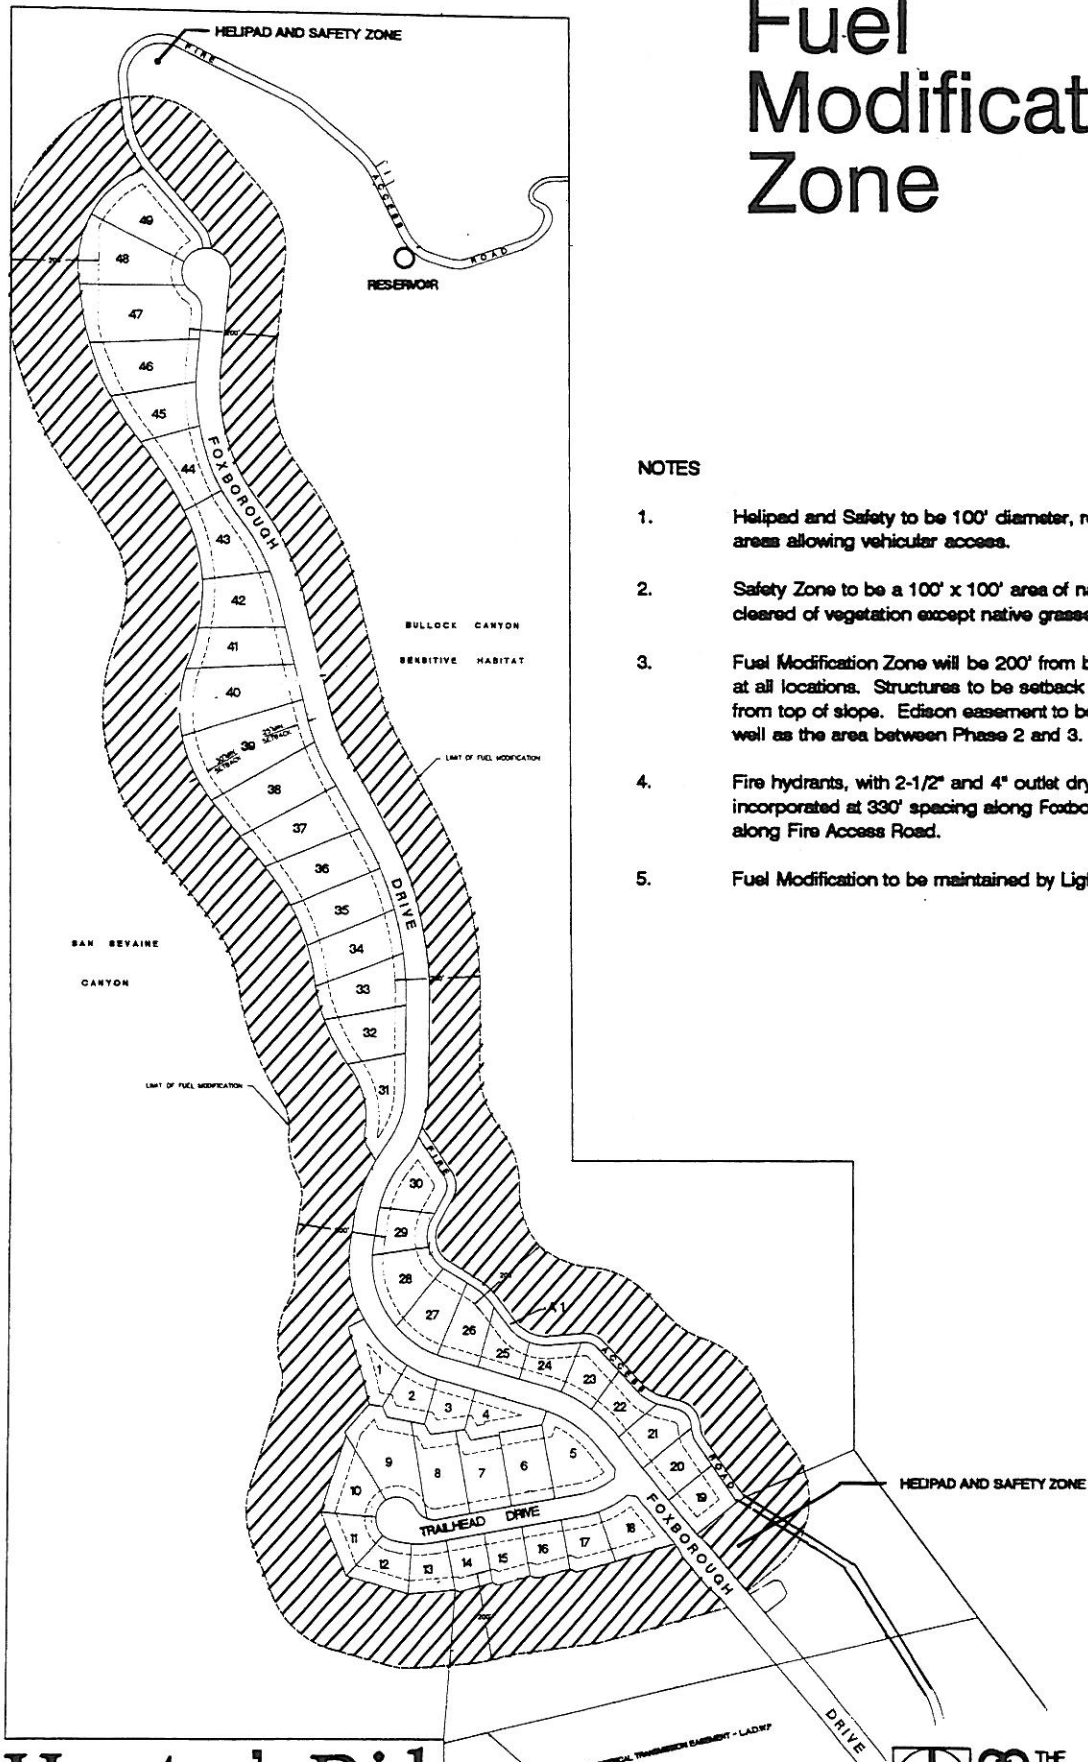 Fuel
Modificat
Zone
HELIPAD AND SAFETY ZONE
FIRE
ACCESS
ROAD
RESERVOIR
49
48
47
46
45
44
43
42
41
40
39
38
37
36
35
34
33
32
31
FOXBOROUGH
DRIVE
200'
BULLOCK CANYON
SENSITIVE HABITAT
LIMIT OF FUEL MODIFICATION
SETBACK
SETBACK
SAN SEVAINE
CANYON
LIMIT OF FUEL MODIFICATION
NOTES
1. Helipad and Safety to be 100' diameter,
areas allowing vehicular access.
2. Safety Zone to be a 100' x 100' area of
cleared of vegetation except native
3. Fuel Modification Zone will be 200' from
at all locations. Structures to be setback
from top of slope. Edison easement to be
well as the area between Phase 2 and 3.
4. Fire hydrants, with 2-1/2" and 4" outlet
incorporated at 330' spacing along
along Fire Access Road.
5. Fuel Modification to be maintained by
FIRE
30
29
28
27
26
25
24
23
22
21
20
19
200'
A1
ACCESS
ROAD
1
2
3
4
5
6
7
8
9
10
11
12
13
14
15
16
17
18
TRAILHEAD DRIVE
FOXBOROUGH
HELIPAD AND SAFETY ZONE
200'
DRIVE
TRANSMISSION EASEMENT - L.A.D.W.P.
THE